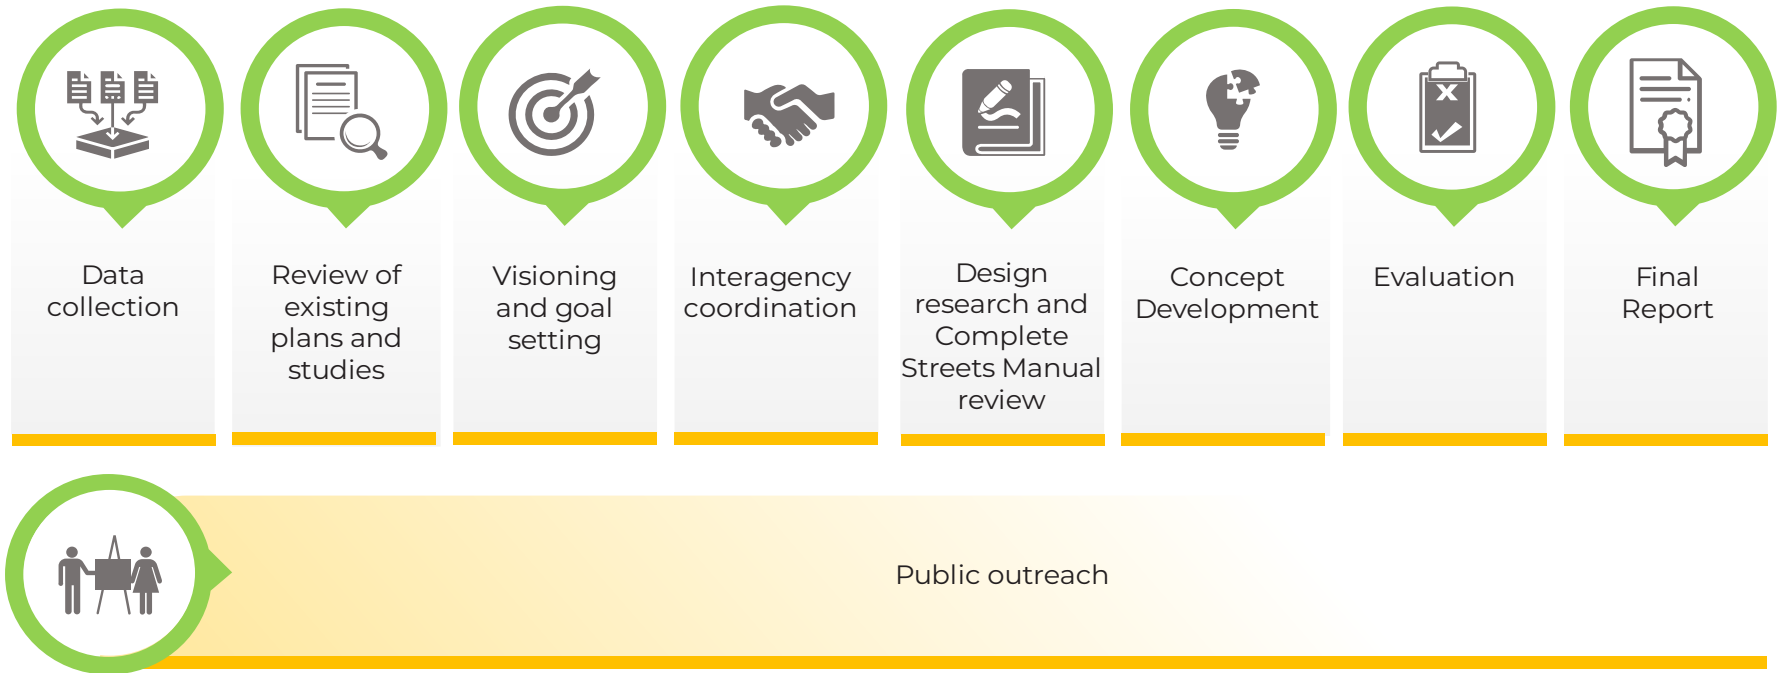 Data
collection
Review of
existing
plans and
studies
Visioning
and goal
setting
Interagency
coordination
Design
research and
Complete
Streets Manual
review
Concept
Development
Evaluation
Final
Report
Public outreach